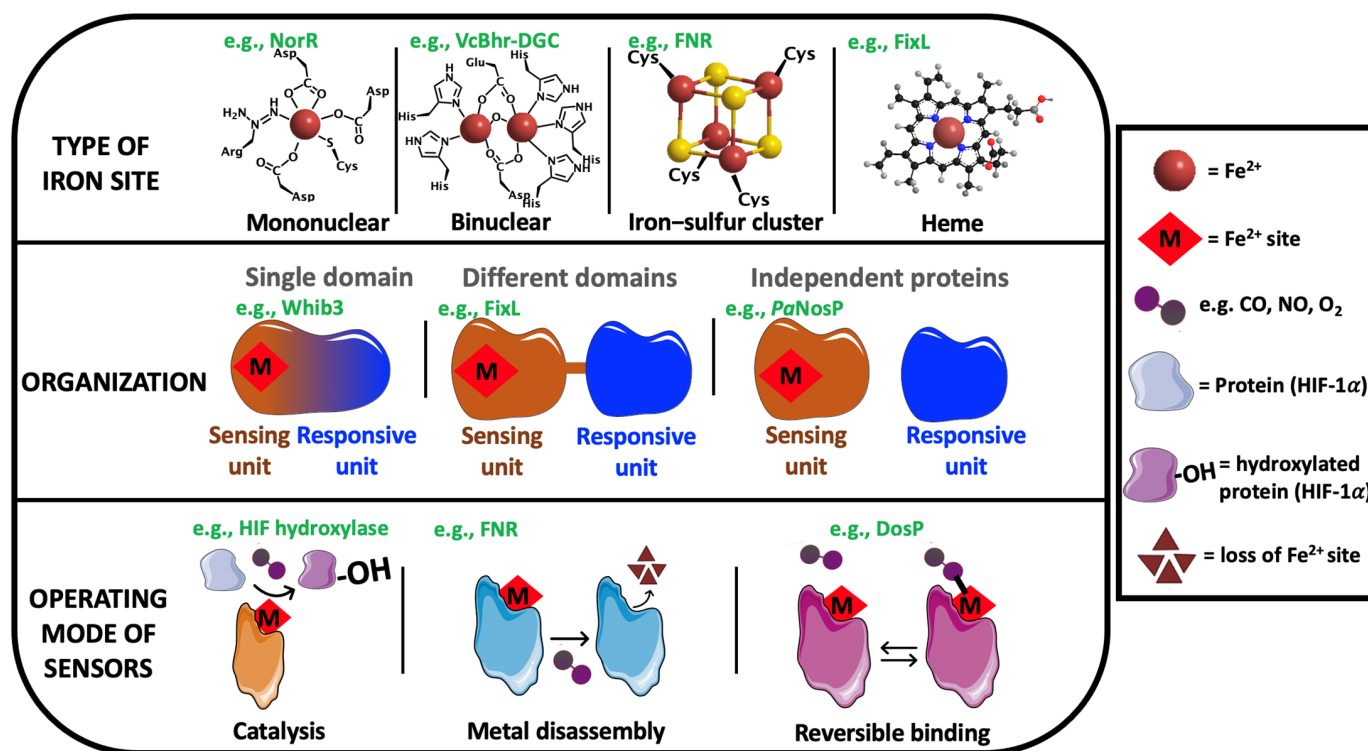 e.g., NorR
e.g., VcBhr-DGC
e.g., FNR
e.g., FixL
TYPE OF
IRON SITE
Asp
Asp
H₂N
N
H
N
Arg
O
O
O
O
O
O
S
Cys
Asp
Mononuclear
H
N
N
Glu
His
NH
N
His
N
N
H
His
O
O
O
O
O
N
NH
His
N
N
H
Asp
His
Binuclear
Cys
Cys
Cys
Cys
Iron–sulfur cluster
Heme
ORGANIZATION
Single domain
e.g., Whib3
M
Sensing Responsive
unit unit
Different domains
e.g., FixL
M
Sensing Responsive
unit unit
Independent proteins
e.g., PaNosP
M
Sensing Responsive
unit unit
OPERATING
MODE OF
SENSORS
e.g., HIF hydroxylase
-OH
M
Catalysis
e.g., FNR
M
Metal disassembly
e.g., DosP
M
M
Reversible binding
= Fe²⁺
M
= Fe²⁺ site
e.g. CO, NO, O₂
= Protein (HIF-1α)
-OH
= hydroxylated
protein (HIF-1α)
= loss of Fe²⁺ site